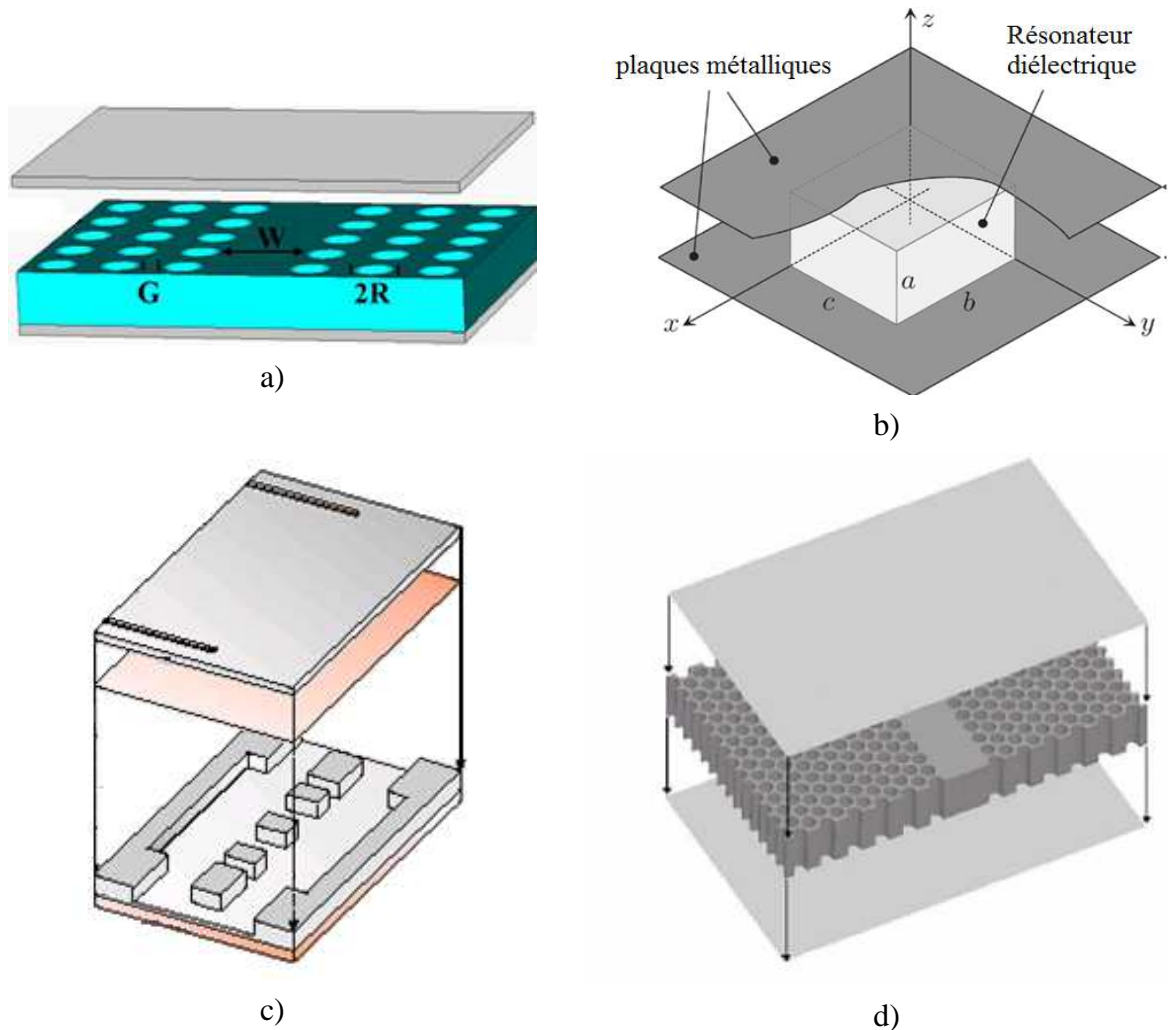 W
G
2R
a)
plaques métalliques
Résonateur
diélectrique
z
a
c
b
x
y
b)
c)
d)